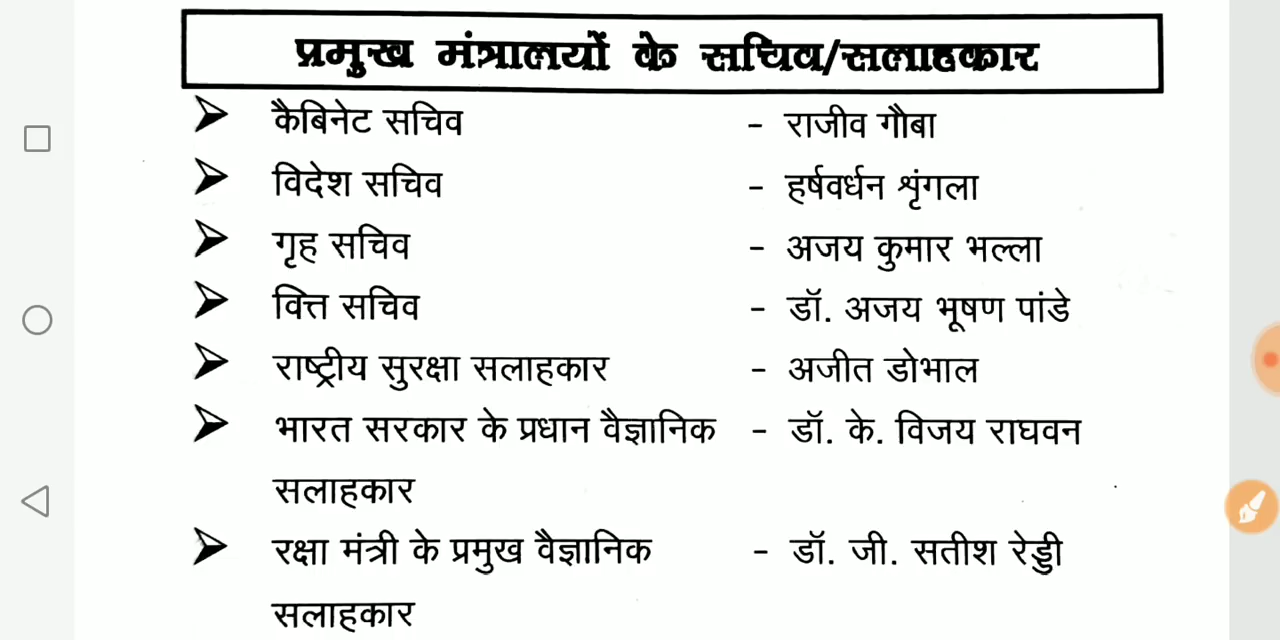 प्रमुख मंत्रालयों के सचिव/सलाहकार
➢ कैबिनेट सचिव - राजीव गौबा
➢ विदेश सचिव - हर्षवर्धन शृंगला
➢ गृह सचिव - अजय कुमार भल्ला
➢ वित्त सचिव - डॉ. अजय भूषण पांडे
➢ राष्ट्रीय सुरक्षा सलाहकार - अजीत डोभाल
➢ भारत सरकार के प्रधान वैज्ञानिक - डॉ. के. विजय राघवन
सलाहकार
➢ रक्षा मंत्री के प्रमुख वैज्ञानिक - डॉ. जी. सतीश रेड्डी
सलाहकार